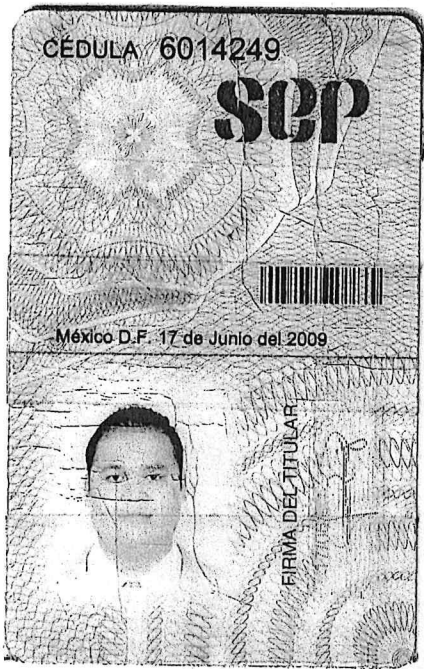 CÉDULA 6014249
SEP
México D.F. 17 de Junio del 2009
FIRMA DEL TITULAR